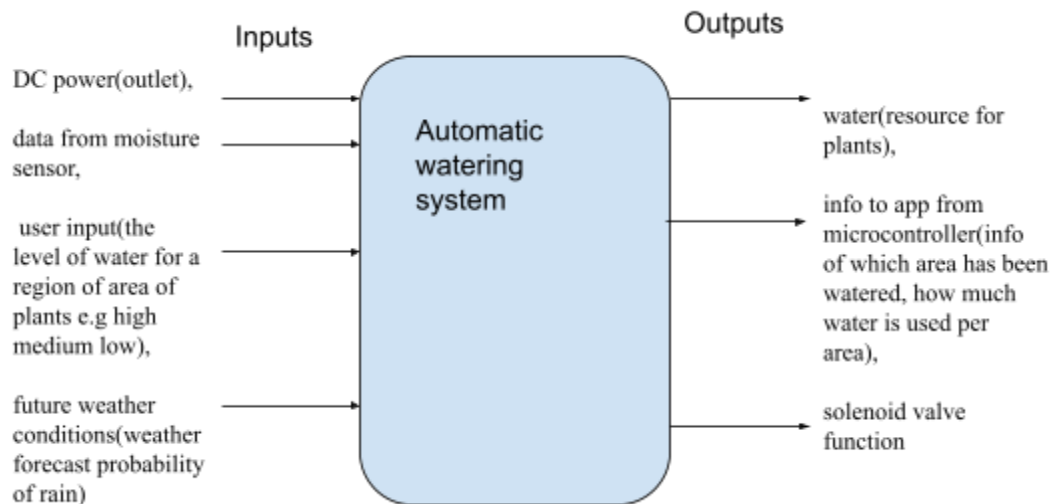 Inputs
DC power(outlet),
data from moisture
sensor,
user input(the
level of water for a
region of area of
plants e.g high
medium low),
future weather
conditions(weather
forecast probability
of rain)
Automatic
watering
system
Outputs
water(resource for
plants),
info to app from
microcontroller(info
of which area has been
watered, how much
water is used per
area),
solenoid valve
function